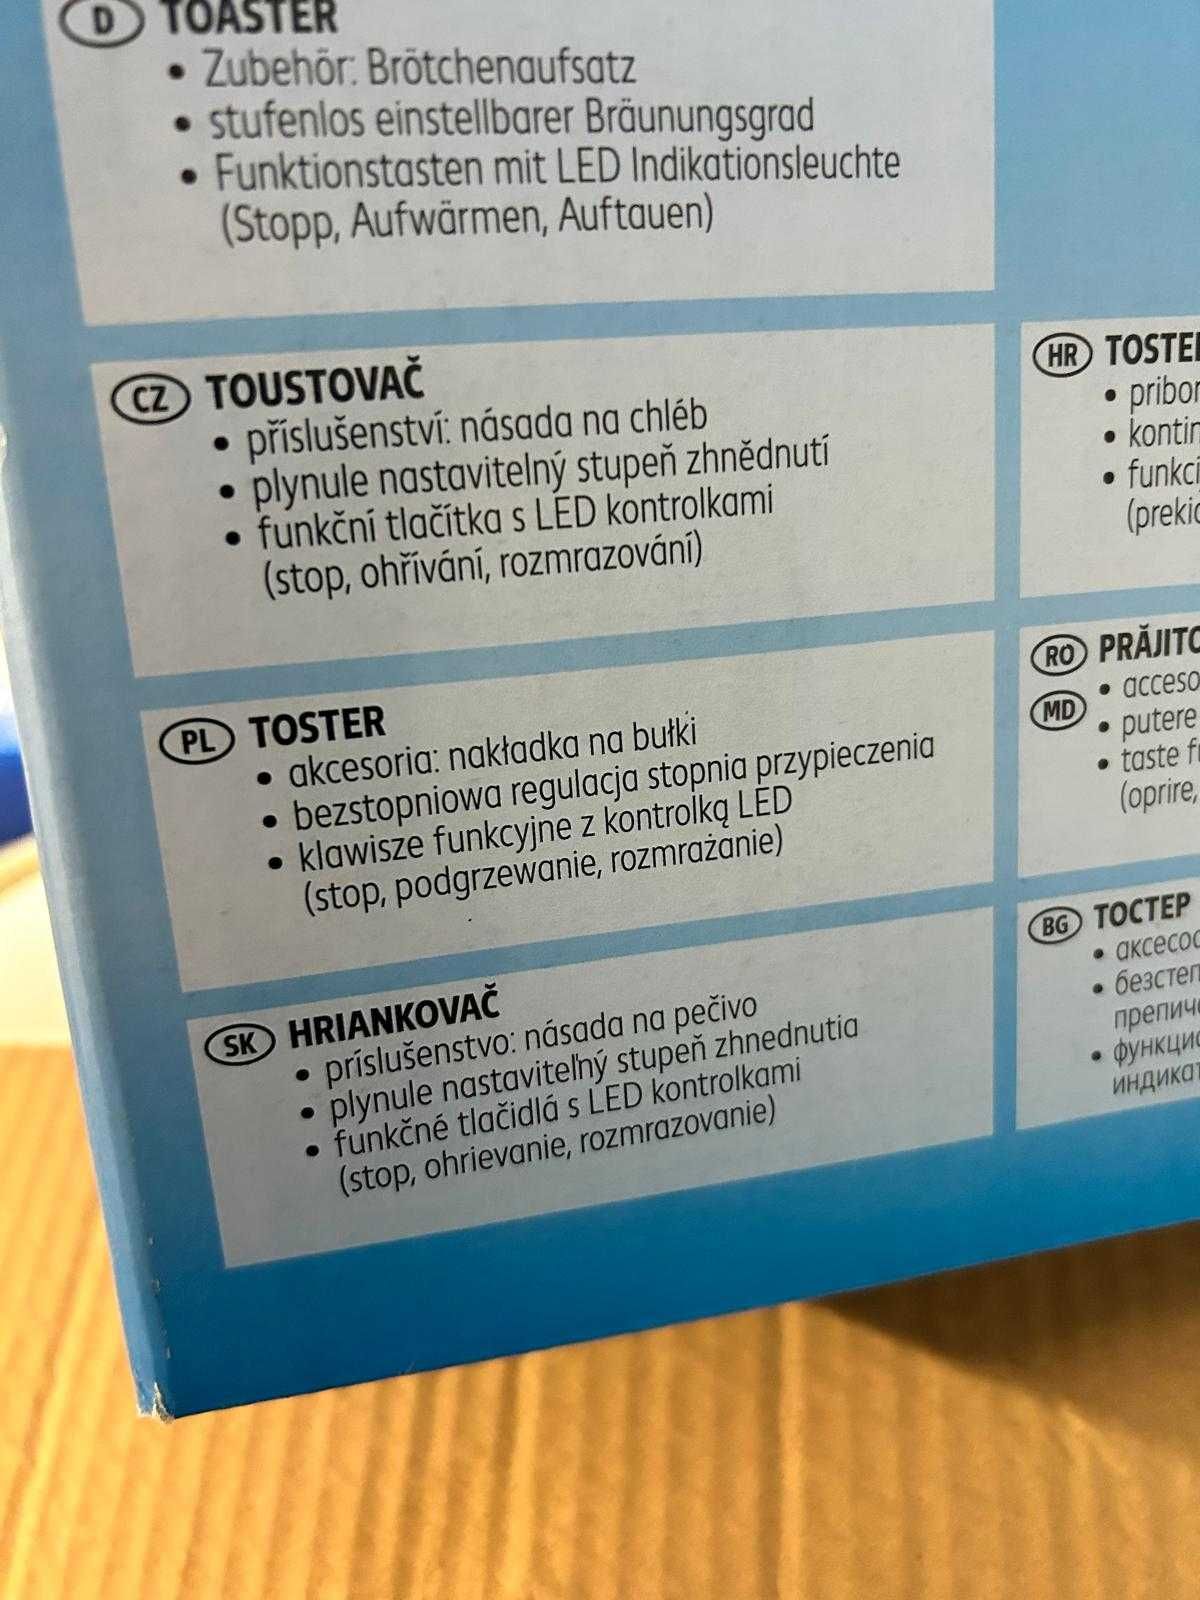 D TOASTER
• Zubehör: Brötchenaufsatz
• stufenlos einstellbarer Bräunungsgrad
• Funktionstasten mit LED Indikationsleuchte
(Stopp, Aufwärmen, Auftauen)
CZ TOUSTOVAČ
• příslušenství: násada na chléb
• plynule nastavitelný stupeň zhnědnutí
• funkční tlačítka s LED kontrolkami
(stop, ohřívání, rozmrazování)
PL TOSTER
• akcesoria: nakładka na bułki
• bezstopniowa regulacja stopnia przypieczenia
• klawisze funkcyjne z kontrolką LED
(stop, podgrzewanie, rozmrażanie)
SK HRIANKOVAČ
• príslušenstvo: násada na pečivo
• plynule nastaviteľný stupeň zhnednutia
• funkčné tlačidlá s LED kontrolkami
(stop, ohrievanie, rozmrazovanie)
HR
RO
MD
• putere
• taste
(oprire,
BG ТОСТЕР